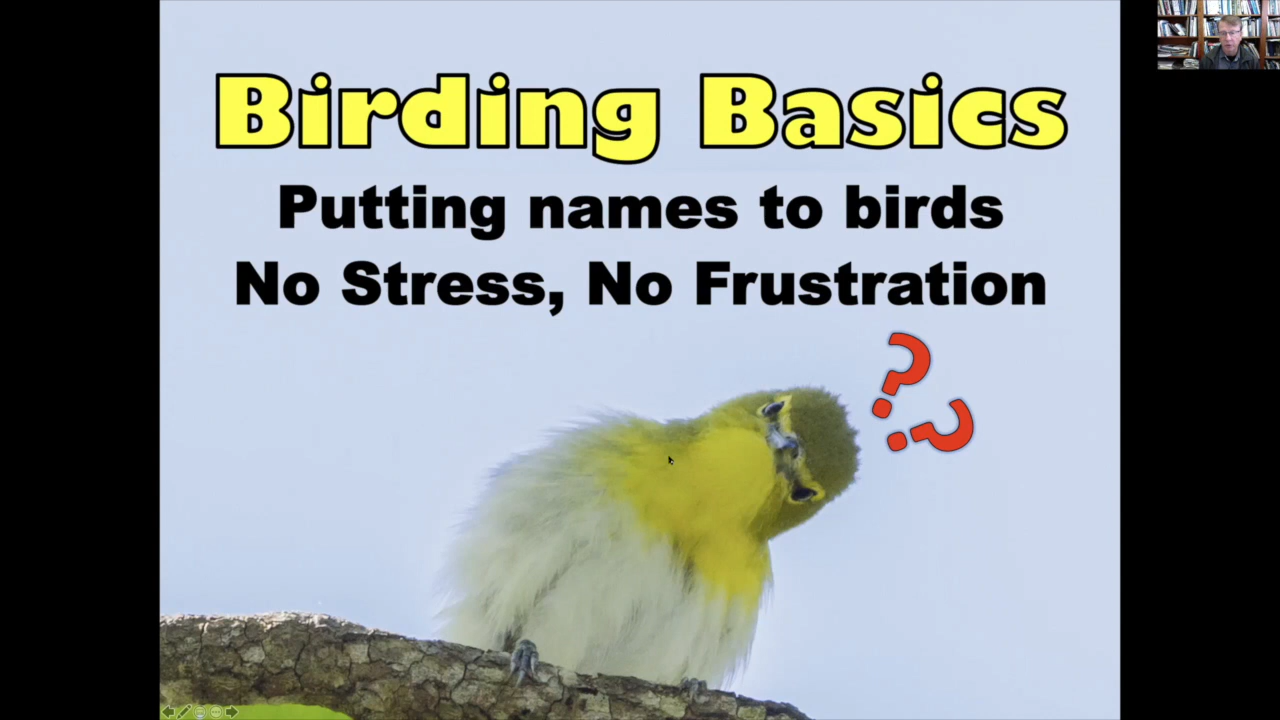 Birding Basics
Putting names to birds
No Stress, No Frustration
? ?